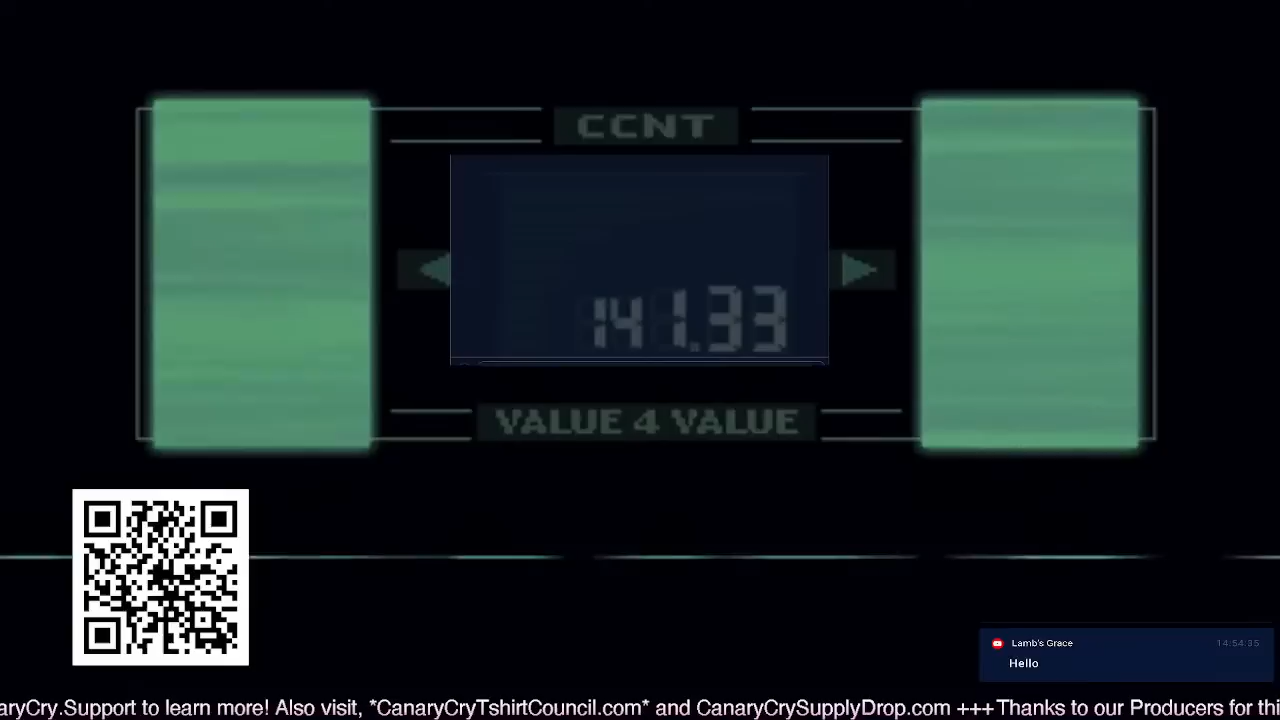 CCNT
141.33
VALUE 4 VALUE
Lamb's Grace 14:54:35
Hello
aryCry.Support to learn more! Also visit, *CanaryCryTshirtCouncil.com* and CanaryCrySupplyDrop.com +++ Thanks to our Producers for thi